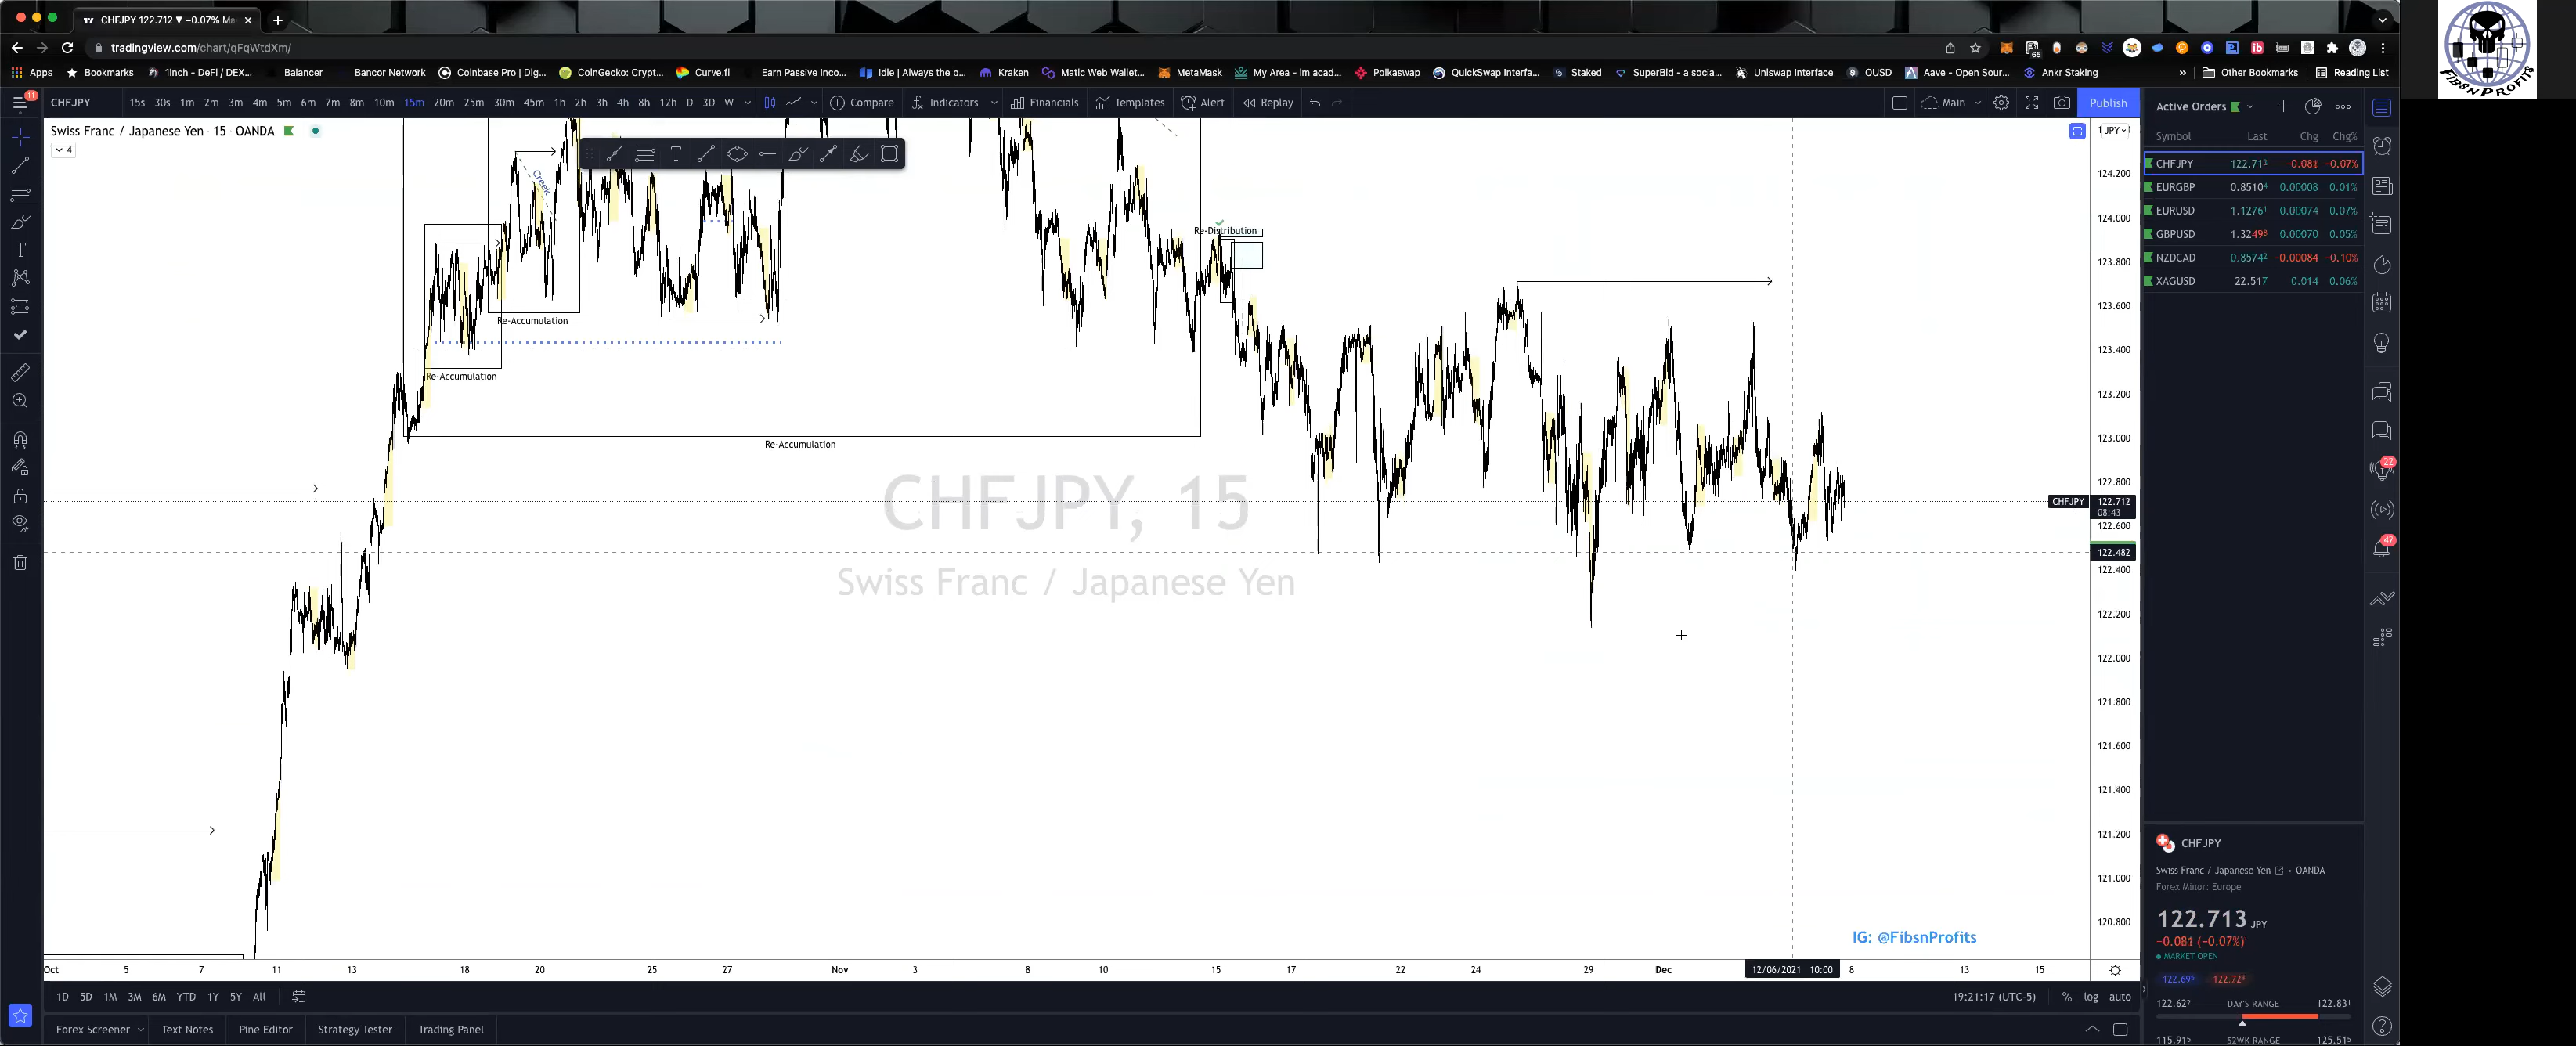 CHFJPY 122.712 ▼ −0.07% Ma
tradingview.com/chart/qFqWtdXm/
Apps Bookmarks 1inch - DeFi / DEX... Balancer Bancor Network Coinbase Pro | Dig... CoinGecko: Crypt... Curve.fi Earn Passive Inco... Idle | Always the b... Kraken Matic Web Wallet... MetaMask My Area - im acad... Polkaswap QuickSwap Interfa... Staked SuperBid - a socia... Uniswap Interface OUSD Aave - Open Sour... Ankr Staking » Other Bookmarks Reading List
FIBSNPROFITS
11 CHFJPY 15s 30s 1m 2m 3m 4m 5m 6m 7m 8m 10m 15m 20m 25m 30m 45m 1h 2h 3h 4h 8h 12h D 3D W Compare Indicators Financials Templates Alert Replay Main Publish
Swiss Franc / Japanese Yen · 15 · OANDA
4
1 JPY
Creek
Re-Distribution
Re-Accumulation
Re-Accumulation
Re-Accumulation
CHFJPY, 15
Swiss Franc / Japanese Yen
124.200
124.000
123.800
123.600
123.400
123.200
123.000
122.800
CHFJPY 122.712
08:43
122.600
122.482
122.400
122.200
122.000
121.800
121.600
121.400
121.200
121.000
120.800
IG: @FibsnProfits
Oct 5 7 11 13 18 20 25 27 Nov 3 8 10 15 17 22 24 29 Dec 12/06/2021 10:00 8 13 15
1D 5D 1M 3M 6M YTD 1Y 5Y All 19:21:17 (UTC-5) % log auto
Forex Screener Text Notes Pine Editor Strategy Tester Trading Panel
Active Orders
Symbol Last Chg Chg%
CHFJPY 122.712 −0.081 −0.07%
EURGBP 0.85104 0.00008 0.01%
EURUSD 1.12761 0.00074 0.07%
GBPUSD 1.32498 0.00070 0.05%
NZDCAD 0.85742 −0.00084 −0.10%
XAGUSD 22.517 0.014 0.06%
22
42
CHFJPY
Swiss Franc / Japanese Yen • OANDA
Forex Minor: Europe
122.713 JPY
−0.081 (−0.07%)
MARKET OPEN
122.622 DAY'S RANGE 122.831
115.915 52WK RANGE 125.515